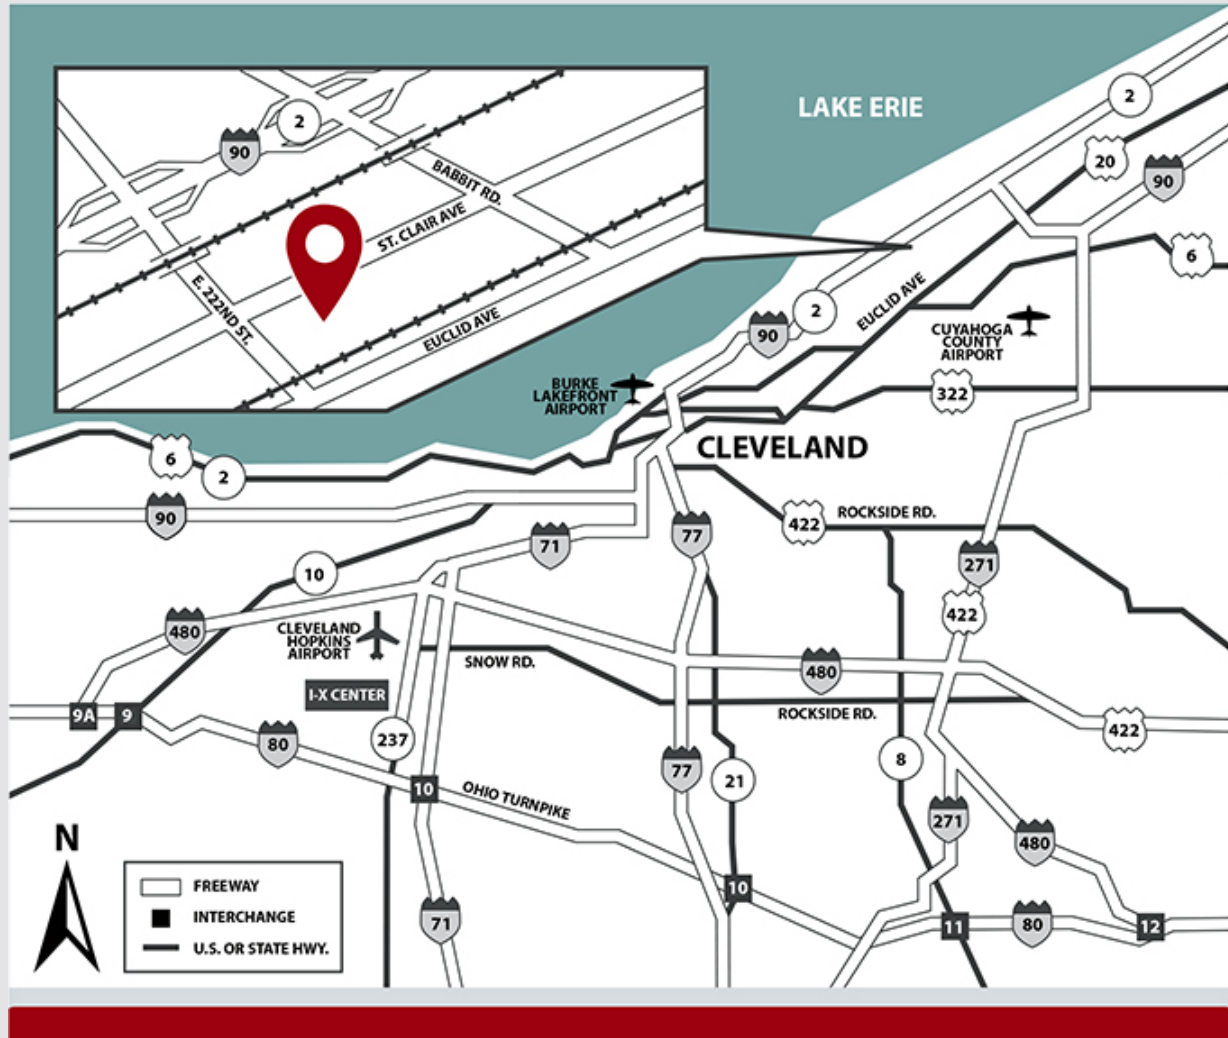 LAKE ERIE
2
20
90
6
2
90
BABBIT RD.
ST. CLAIR AVE
E. 222ND ST.
EUCLID AVE
2
90
EUCLID AVE
CUYAHOGA
COUNTY
AIRPORT
BURKE
LAKEFRONT
AIRPORT
322
CLEVELAND
6
2
90
422
ROCKSIDE RD.
71
77
271
10
422
480
CLEVELAND
HOPKINS
AIRPORT
SNOW RD.
480
I-X CENTER
ROCKSIDE RD.
9A
9
80
237
422
77
21
8
10
OHIO TURNPIKE
271
480
N
FREEWAY
INTERCHANGE
U.S. OR STATE HWY.
71
10
11
80
12